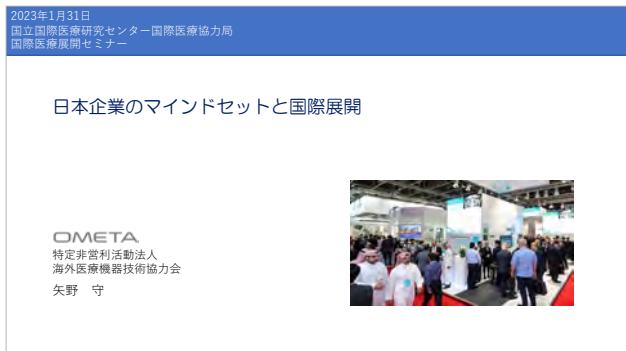 2023年1月31日
国立国際医療研究センター国際医療協力局
国際医療展開セミナー
日本企業のマインドセットと国際展開
OMETA
特定非営利活動法人
海外医療機器技術協力会
矢野　守